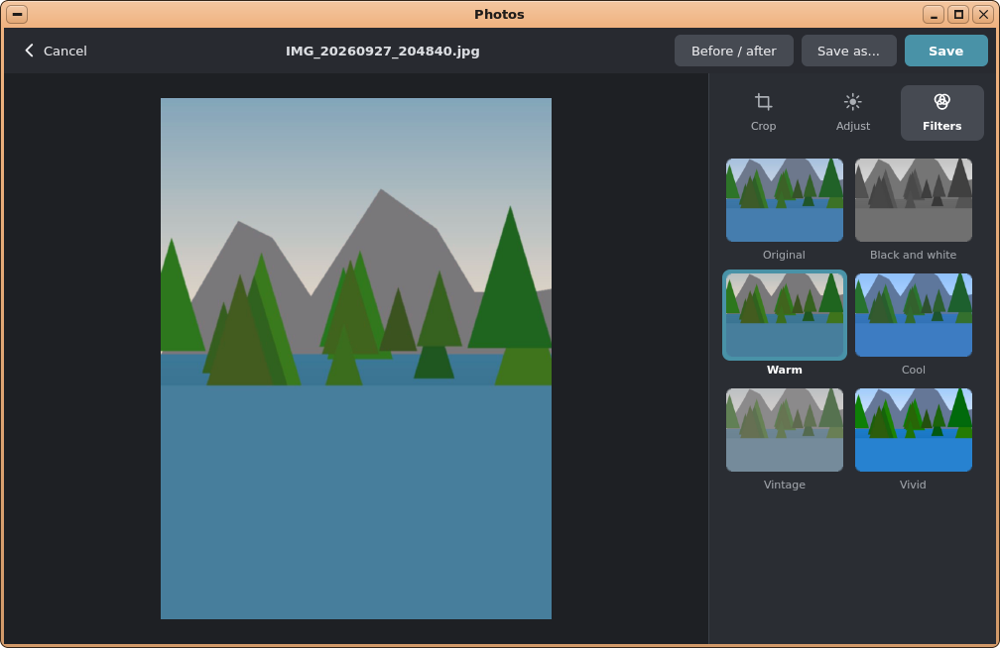 Photos
Cancel
IMG_20260927_204840.jpg
Before / after
Save as...
Save
Crop
Adjust
Filters
Original
Black and white
Warm
Cool
Vintage
Vivid